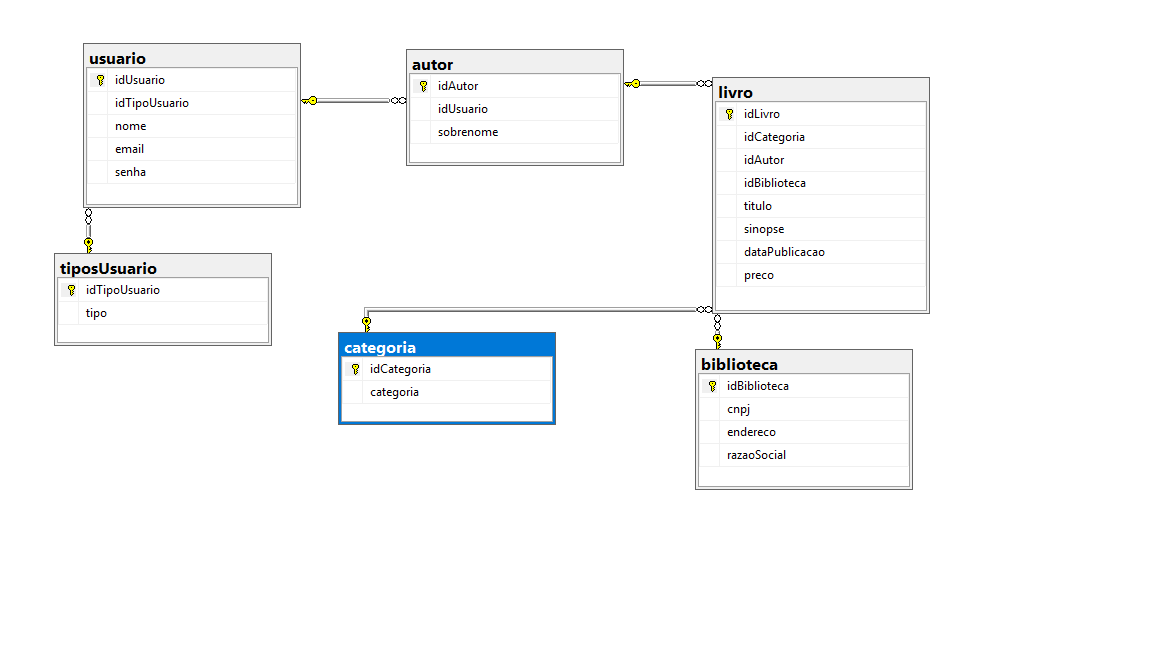 usuario
idUsuario
idTipoUsuario
nome
email
senha
autor
idAutor
idUsuario
sobrenome
livro
idLivro
idCategoria
idAutor
idBiblioteca
titulo
sinopse
dataPublicacao
preco
tiposUsuario
idTipoUsuario
tipo
categoria
idCategoria
categoria
biblioteca
idBiblioteca
cnpj
endereco
razaoSocial